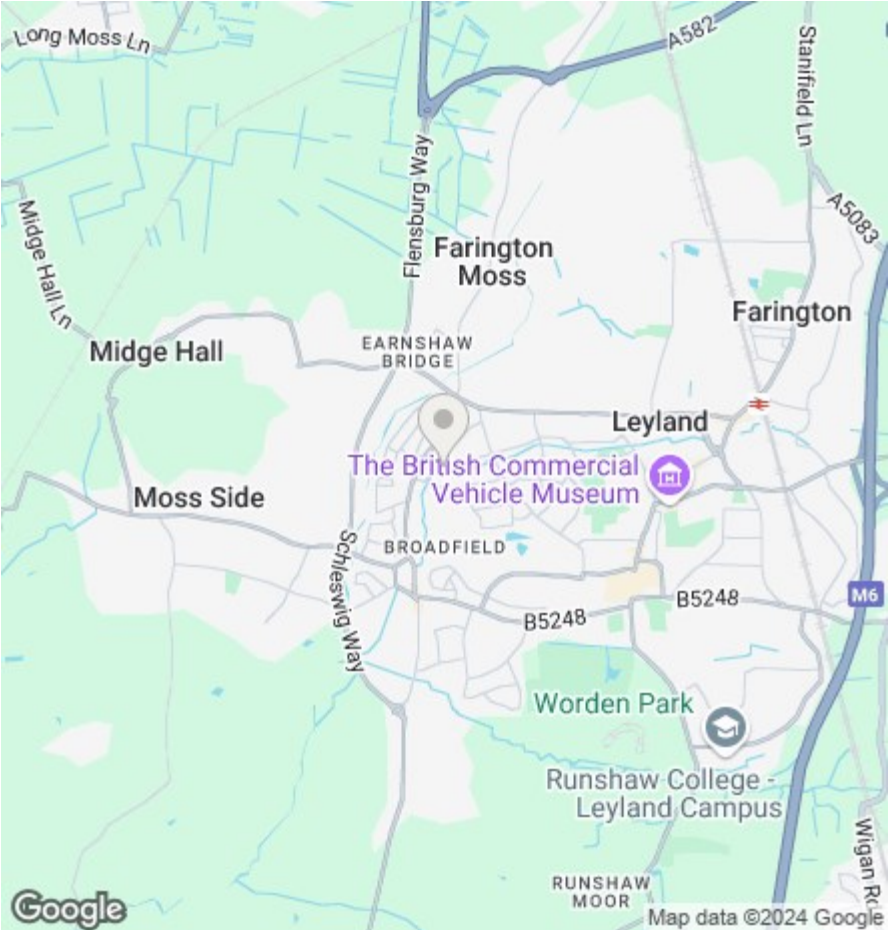 Long Moss Ln
A582
Stanifield Ln
Flensburg Way
A5083
Midge Hall Ln
Farington
Moss
Farington
EARNSHAW
BRIDGE
Midge Hall
Leyland
The British Commercial
Vehicle Museum
Moss Side
Schleswig Way
BROADFIELD
M6
B5248
B5248
Worden Park
Runshaw College -
Leyland Campus
Wigan Rd
RUNSHAW
MOOR
Google
Map data ©2024 Google